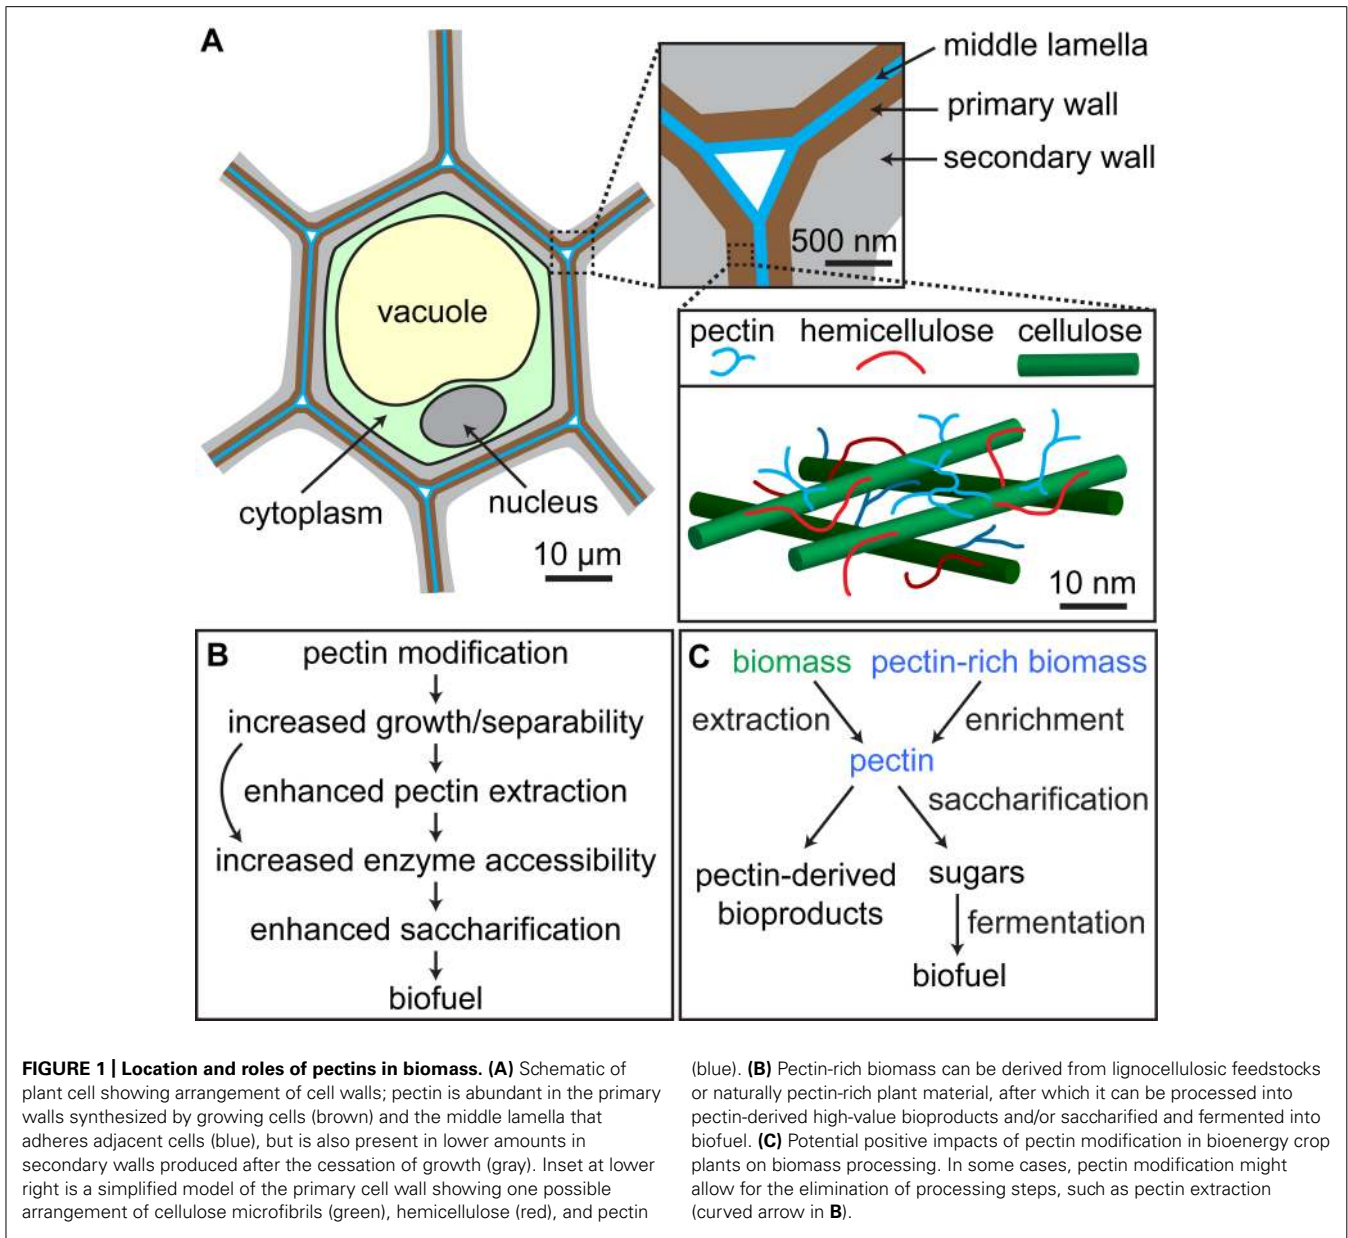 A
middle lamella
primary wall
secondary wall
500 nm
vacuole
cytoplasm
nucleus
10 µm
pectin hemicellulose cellulose
10 nm
B
pectin modification
increased growth/separability
enhanced pectin extraction
increased enzyme accessibility
enhanced saccharification
biofuel
C
biomass pectin-rich biomass
extraction enrichment
pectin
saccharification
pectin-derived
bioproducts
sugars
fermentation
biofuel
FIGURE 1 | Location and roles of pectins in biomass. (A) Schematic of
plant cell showing arrangement of cell walls; pectin is abundant in the primary
walls synthesized by growing cells (brown) and the middle lamella that
adheres adjacent cells (blue), but is also present in lower amounts in
secondary walls produced after the cessation of growth (gray). Inset at lower
right is a simplified model of the primary cell wall showing one possible
arrangement of cellulose microfibrils (green), hemicellulose (red), and pectin
(blue). (B) Pectin-rich biomass can be derived from lignocellulosic feedstocks
or naturally pectin-rich plant material, after which it can be processed into
pectin-derived high-value bioproducts and/or saccharified and fermented into
biofuel. (C) Potential positive impacts of pectin modification in bioenergy crop
plants on biomass processing. In some cases, pectin modification might
allow for the elimination of processing steps, such as pectin extraction
(curved arrow in B).